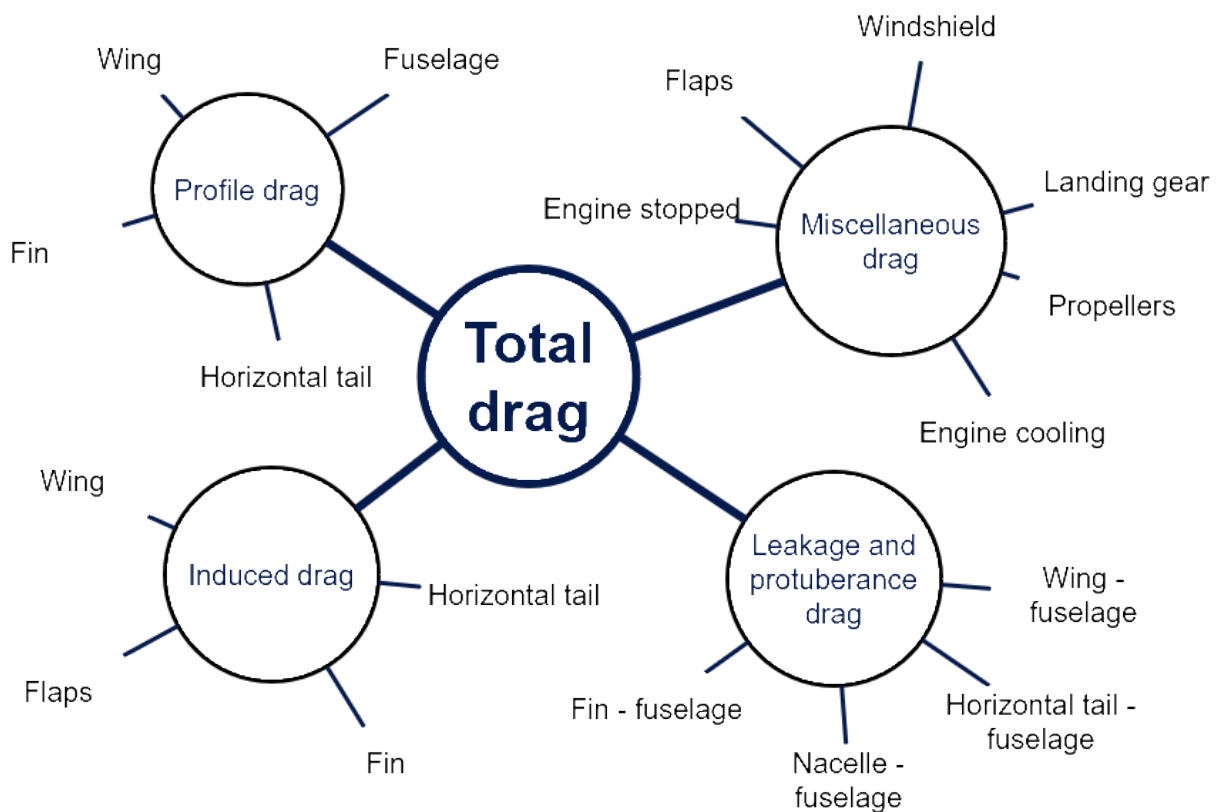 Windshield
Wing
Fuselage
Flaps
Profile drag
Landing gear
Engine stopped
Miscellaneous
drag
Fin
Propellers
Total
drag
Horizontal tail
Engine cooling
Wing
Leakage and
protuberance
drag
Induced drag
Horizontal tail
Wing -
fuselage
Flaps
Fin - fuselage
Horizontal tail -
fuselage
Fin
Nacelle -
fuselage